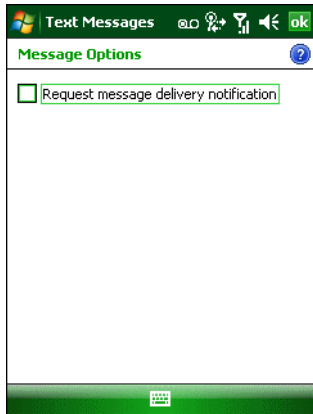 Text Messages ok
Message Options ?
Request message delivery notification